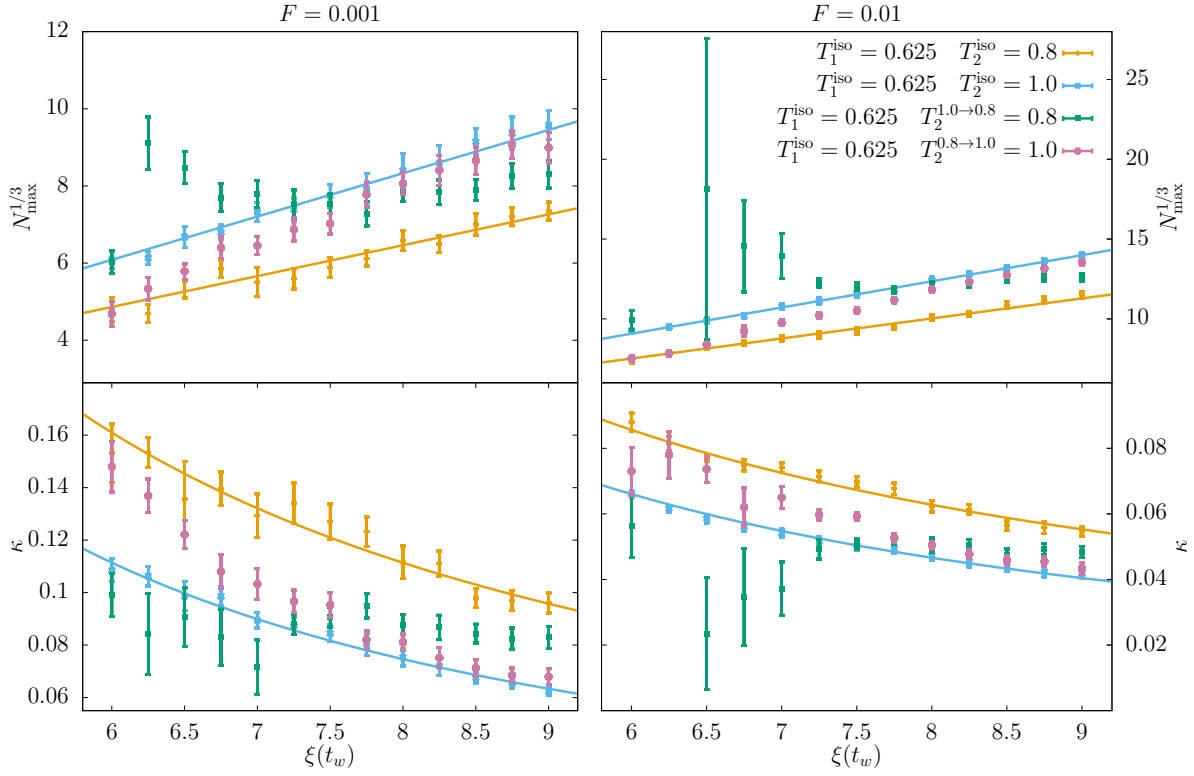 F = 0.001
F = 0.01
12
10
8
6
4
N_max^{1/3}
T_1^iso = 0.625 T_2^iso = 0.8
T_1^iso = 0.625 T_2^iso = 1.0
T_1^iso = 0.625 T_2^{1.0→0.8} = 0.8
T_1^iso = 0.625 T_2^{0.8→1.0} = 1.0
25
20
15
10
N_max^{1/3}
0.16
0.14
0.12
0.1
0.08
0.06
κ
0.08
0.06
0.04
0.02
κ
6 6.5 7 7.5 8 8.5 9
6 6.5 7 7.5 8 8.5 9
ξ(t_w)
ξ(t_w)